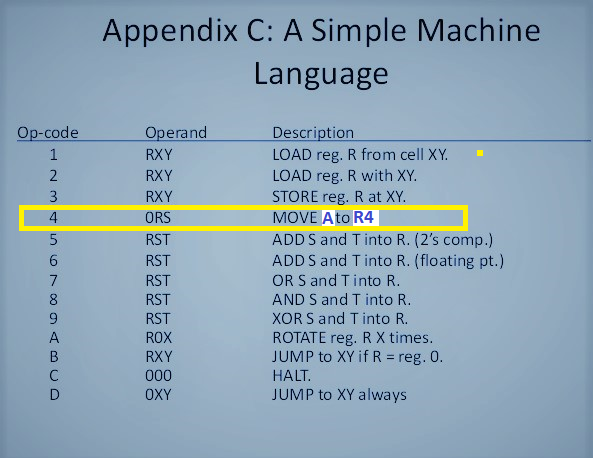 Appendix C: A Simple Machine
Language
Op-code Operand Description
1 RXY LOAD reg. R from cell XY.
2 RXY LOAD reg. R with XY.
3 RXY STORE reg. R at XY.
4 0RS MOVE A to R4
5 RST ADD S and T into R. (2's comp.)
6 RST ADD S and T into R. (floating pt.)
7 RST OR S and T into R.
8 RST AND S and T into R.
9 RST XOR S and T into R.
A R0X ROTATE reg. R X times.
B RXY JUMP to XY if R = reg. 0.
C 000 HALT.
D 0XY JUMP to XY always